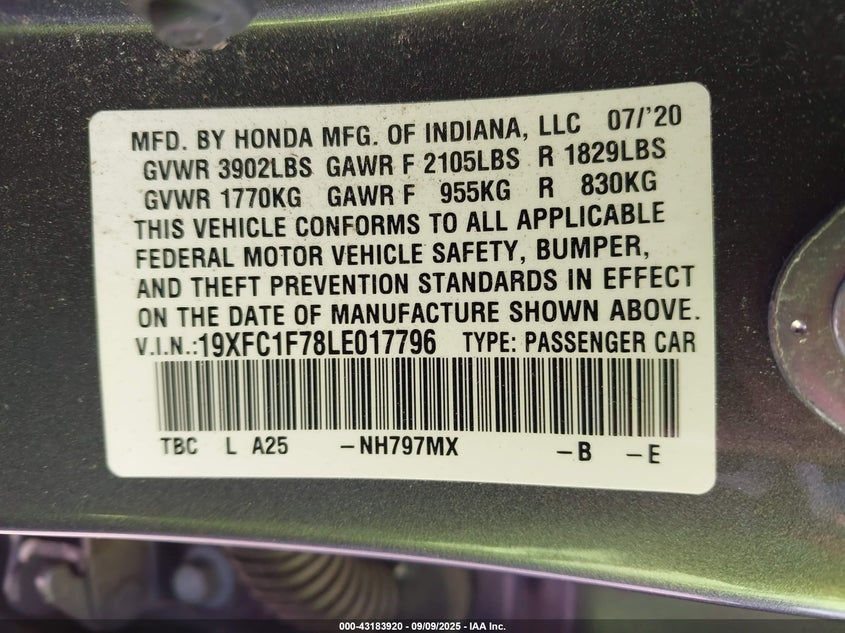 MFD. BY HONDA MFG. OF INDIANA, LLC 07/'20
GVWR 3902LBS GAWR F 2105LBS R 1829LBS
GVWR 1770KG GAWR F 955KG R 830KG
THIS VEHICLE CONFORMS TO ALL APPLICABLE
FEDERAL MOTOR VEHICLE SAFETY, BUMPER,
AND THEFT PREVENTION STANDARDS IN EFFECT
ON THE DATE OF MANUFACTURE SHOWN ABOVE.
V.I.N.:19XFC1F78LE017796 TYPE: PASSENGER CAR
TBC L A25 –NH797MX –B –E
000-43183920 - 09/09/2025 - IAA Inc.